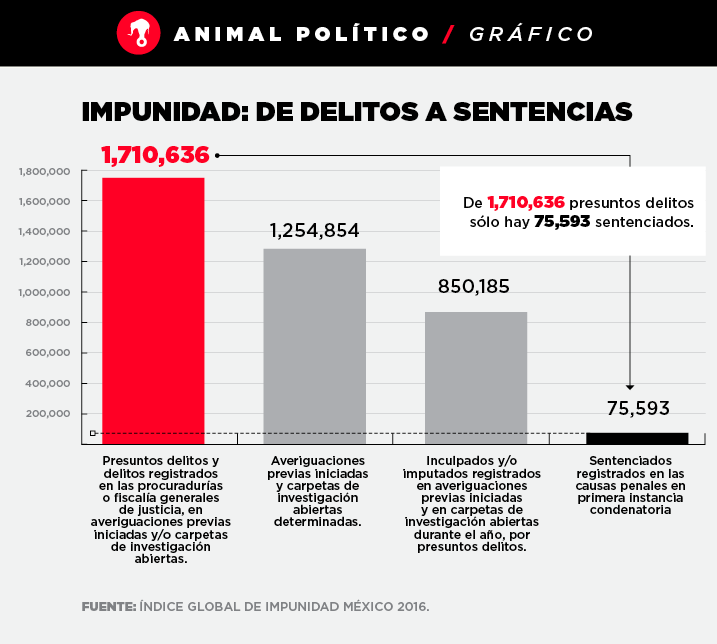 ANIMAL POLÍTICO / GRÁFICO
IMPUNIDAD: DE DELITOS A SENTENCIAS
1,710,636
De 1,710,636 presuntos delitos
sólo hay 75,593 sentenciados.
1,800,000
1,600,000
1,400,000
1,200,000
1,000,000
800,000
600,000
400,000
200,000
1,254,854
850,185
75,593
Presuntos delitos y
delitos registrados
en las procuradurías
o fiscalía generales
de justicia, en
averiguaciones previas
iniciadas y/o carpetas
de investigación
abiertas.
Averiguaciones
previas iniciadas
y carpetas de
investigación
abiertas
determinadas.
Inculpados y/o
imputados registrados
en averiguaciones
previas iniciadas
y en carpetas de
investigación abiertas
durante el año, por
presuntos delitos.
Sentenciados
registrados en las
causas penales en
primera instancia
condenatoria
FUENTE: ÍNDICE GLOBAL DE IMPUNIDAD MÉXICO 2016.